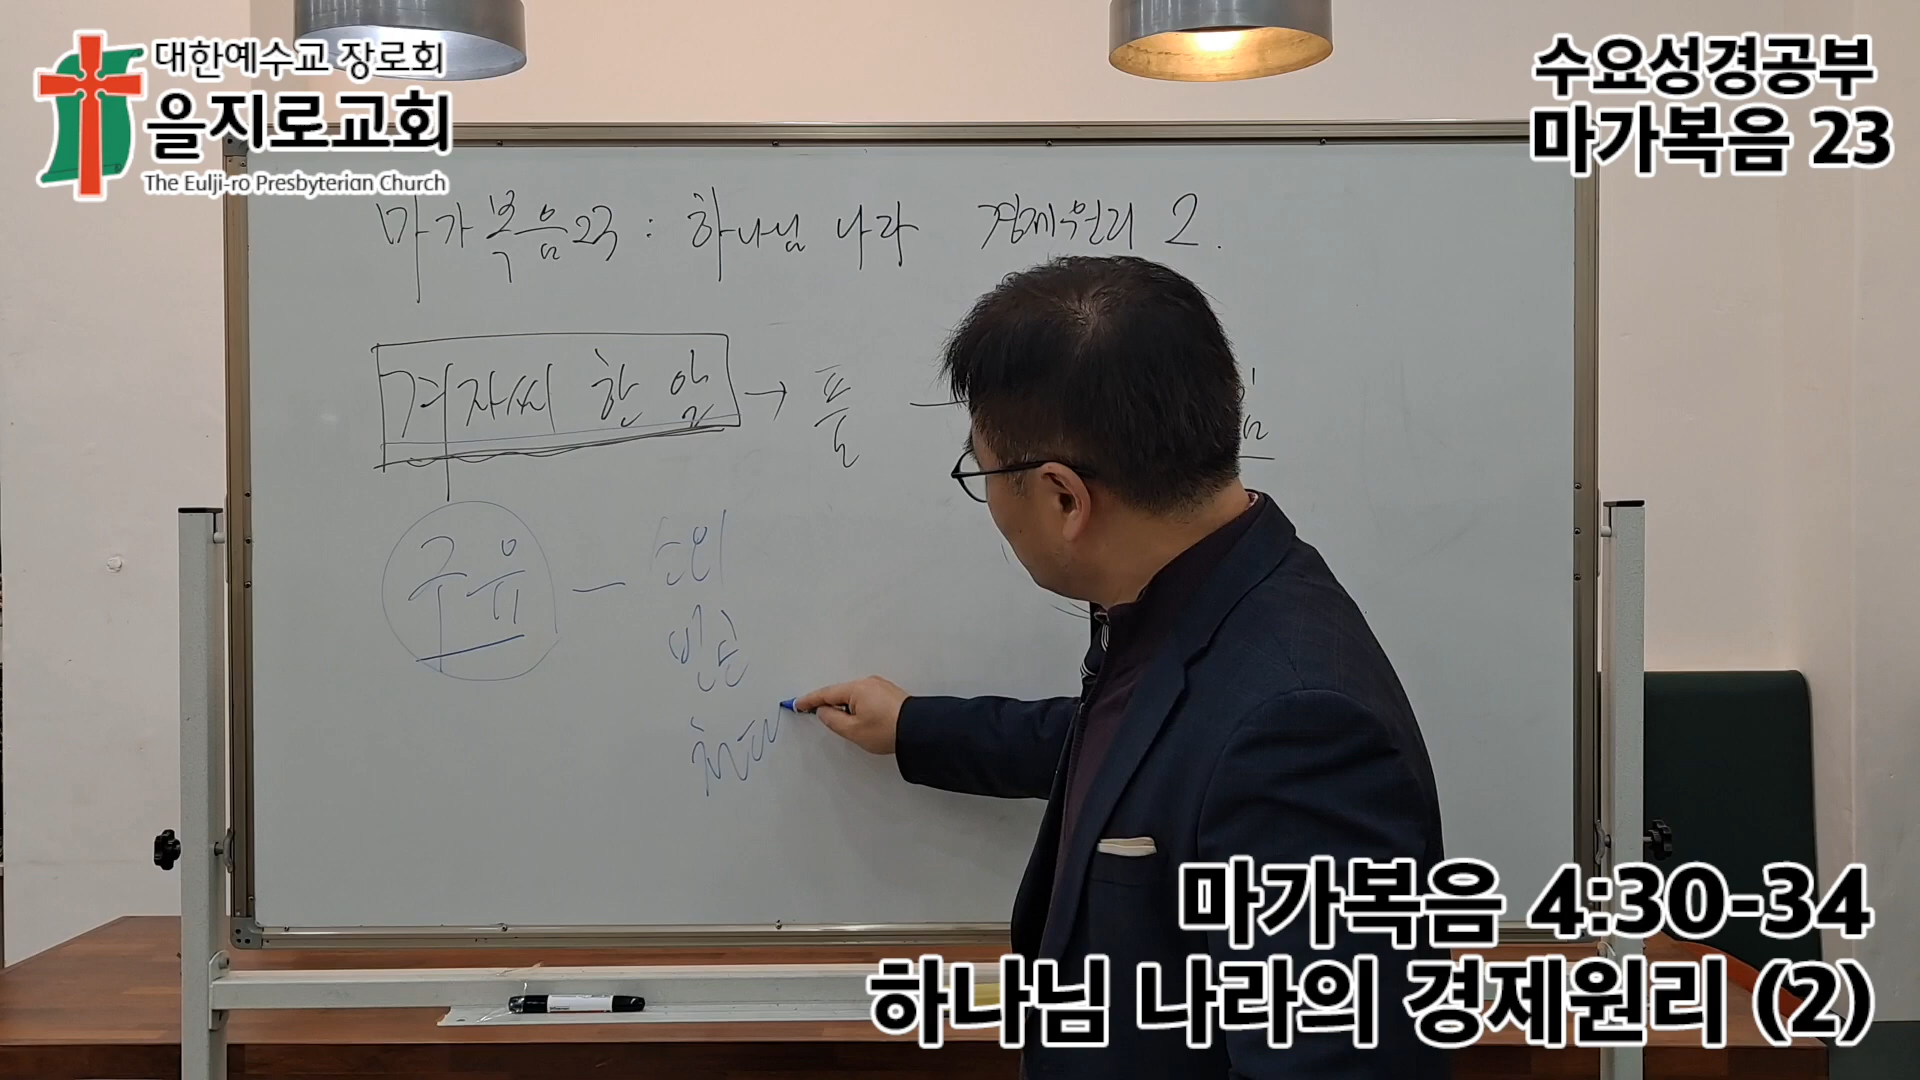 대한예수교 장로회
을지로교회
The Eulji-ro Presbyterian Church
수요성경공부
마가복음 23
마가복음23 : 하나님 나라 경제원리 2.
겨자씨 한 알 → 풀
주유
마가복음 4:30-34
하나님 나라의 경제원리 (2)